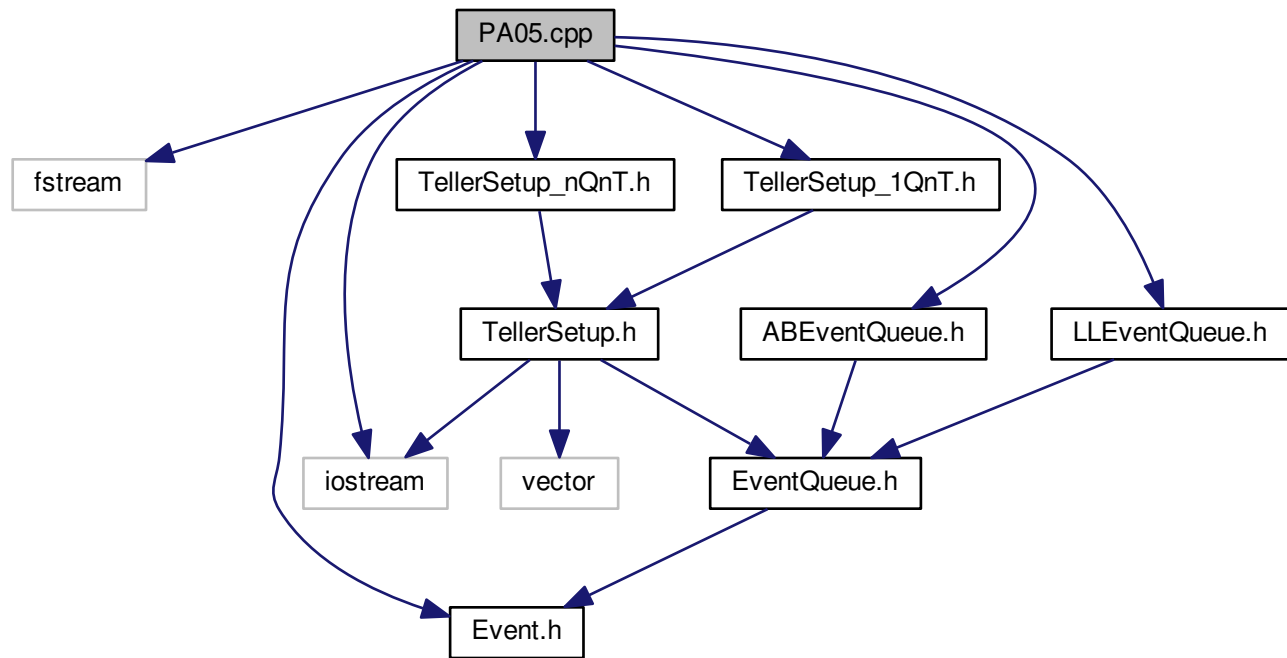 PA05.cpp
fstream
TellerSetup_nQnT.h
TellerSetup_1QnT.h
TellerSetup.h
ABEventQueue.h
LLEventQueue.h
iostream
vector
EventQueue.h
Event.h